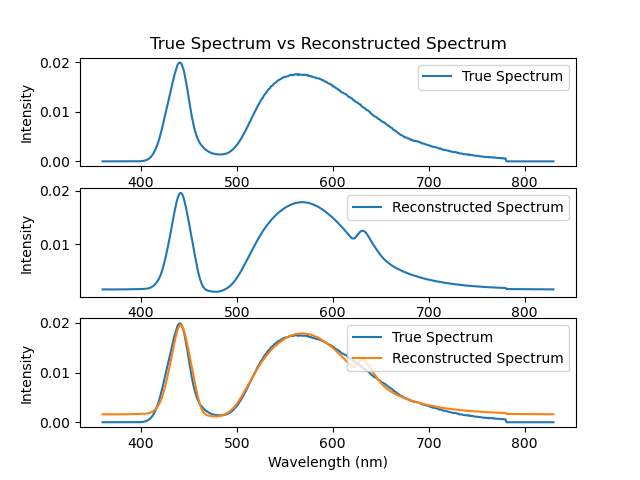 True Spectrum vs Reconstructed Spectrum
0.02
0.01
0.00
Intensity
True Spectrum
400 500 600 700 800
0.02
0.01
Intensity
Reconstructed Spectrum
400 500 600 700 800
0.02
0.01
0.00
Intensity
True Spectrum
Reconstructed Spectrum
400 500 600 700 800
Wavelength (nm)